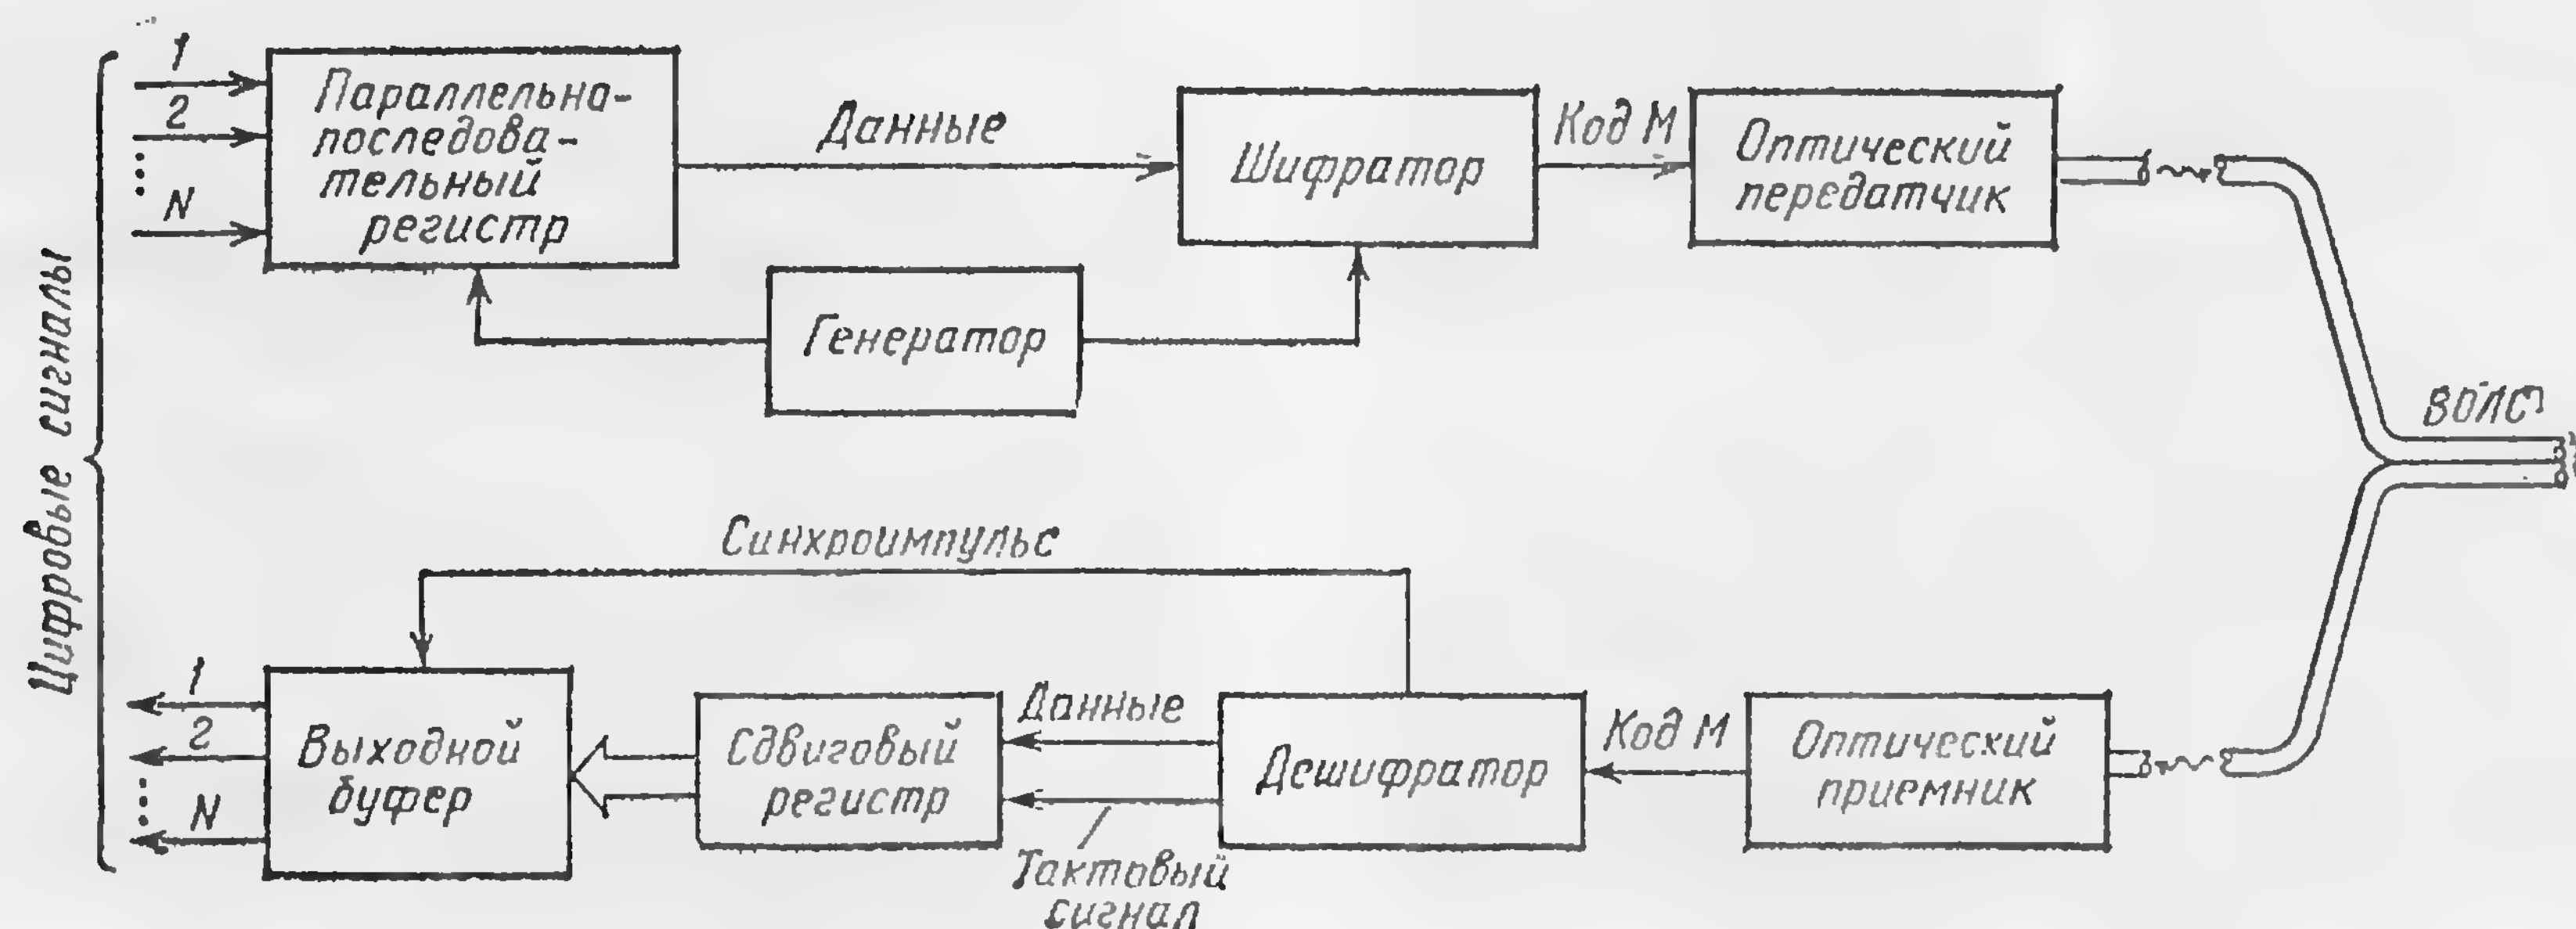 Цифровые сигналы
1
2
N
Параллельна-
последова-
тельный
регистр
Данные
Шифратор
Код М
Оптический
передатчик
Генератор
ВОЛС
Синхроимпульс
1
2
N
Выходной
буфер
Сдвиговый
регистр
Данные
Тактовый
сигнал
Дешифратор
Код М
Оптический
приемник